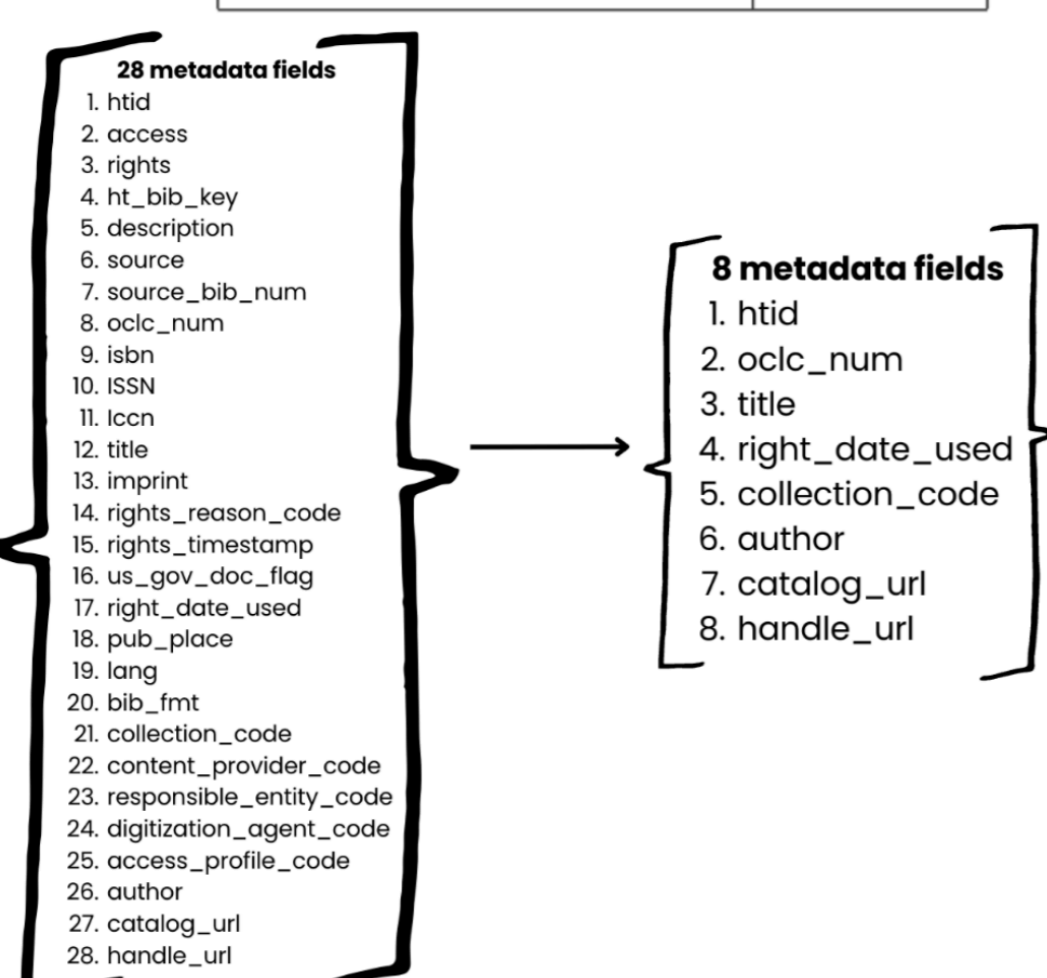 28 metadata fields
1. htid
2. access
3. rights
4. ht_bib_key
5. description
6. source
7. source_bib_num
8. oclc_num
9. isbn
10. ISSN
11. lccn
12. title
13. imprint
14. rights_reason_code
15. rights_timestamp
16. us_gov_doc_flag
17. right_date_used
18. pub_place
19. lang
20. bib_fmt
21. collection_code
22. content_provider_code
23. responsible_entity_code
24. digitization_agent_code
25. access_profile_code
26. author
27. catalog_url
28. handle_url
8 metadata fields
1. htid
2. oclc_num
3. title
4. right_date_used
5. collection_code
6. author
7. catalog_url
8. handle_url